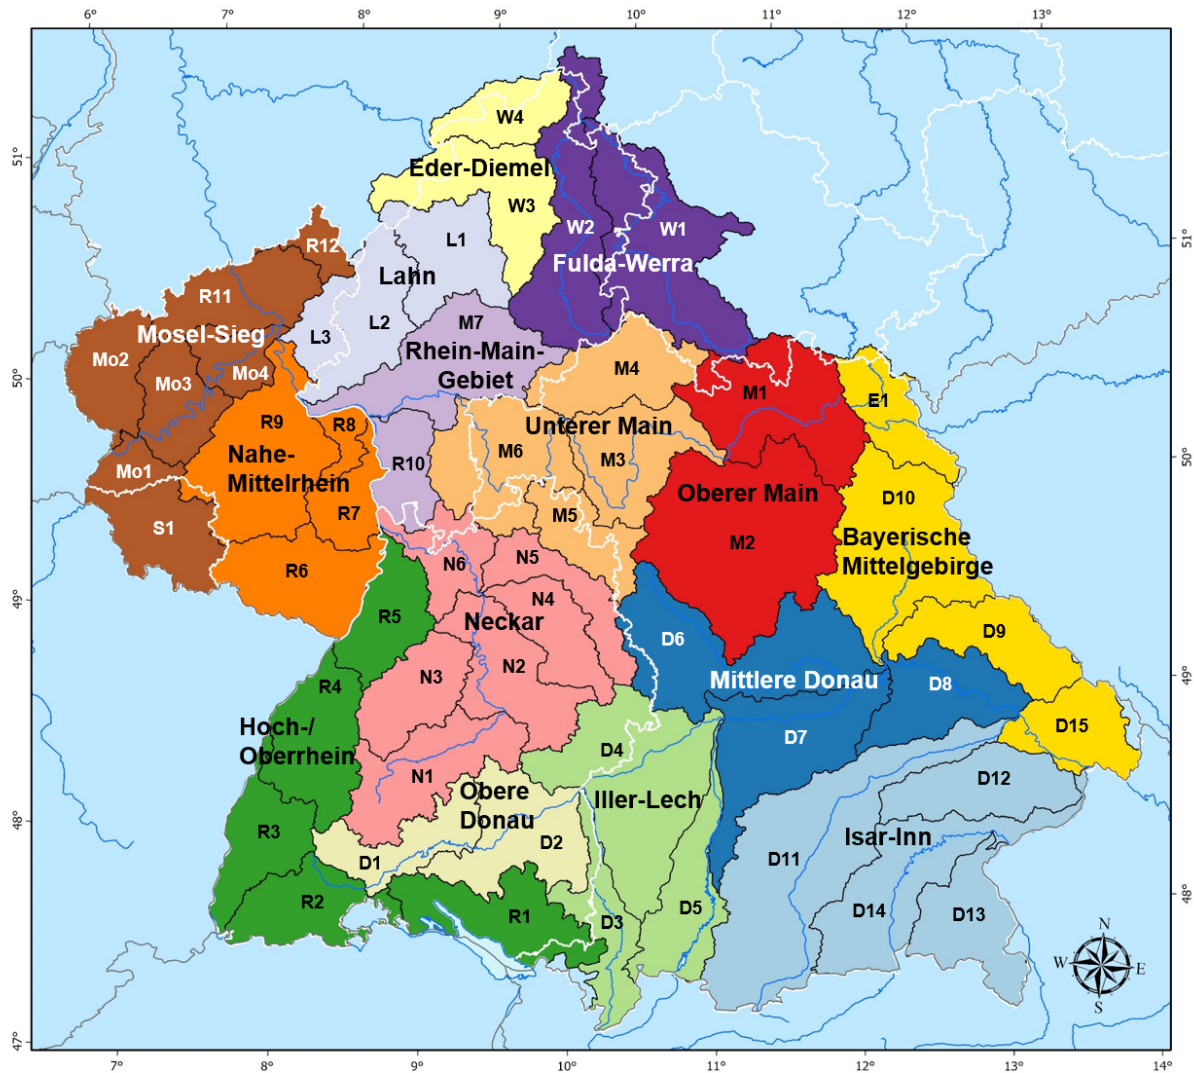 6° 7° 8° 9° 10° 11° 12° 13°
W4
51°
Eder-Diemel
W3
W2
W1
R12
L1
51°
Fulda-Werra
Lahn
R11
M7
L2
L3
Mosel-Sieg
Rhein-Main-
Gebiet
Mo2
Mo3
Mo4
M4
50°
M1
E1
R9
R8
Unterer Main
M6
M3
50°
Nahe-
Mittelrhein
R10
Mo1
Oberer Main
D10
R7
M5
S1
M2
Bayerische
Mittelgebirge
N6
N5
R6
49°
N4
R5
Neckar
D6
D9
N2
N3
Mittlere Donau
49°
R4
D8
Hoch-/
Oberrhein
D7
D15
D4
N1
D12
Obere
Donau
Iller-Lech
48°
R3
Isar-Inn
D2
D11
D1
R2
48°
R1
D3
D5
D14
D13
N
W E
S
47°
7° 8° 9° 10° 11° 12° 13° 14°